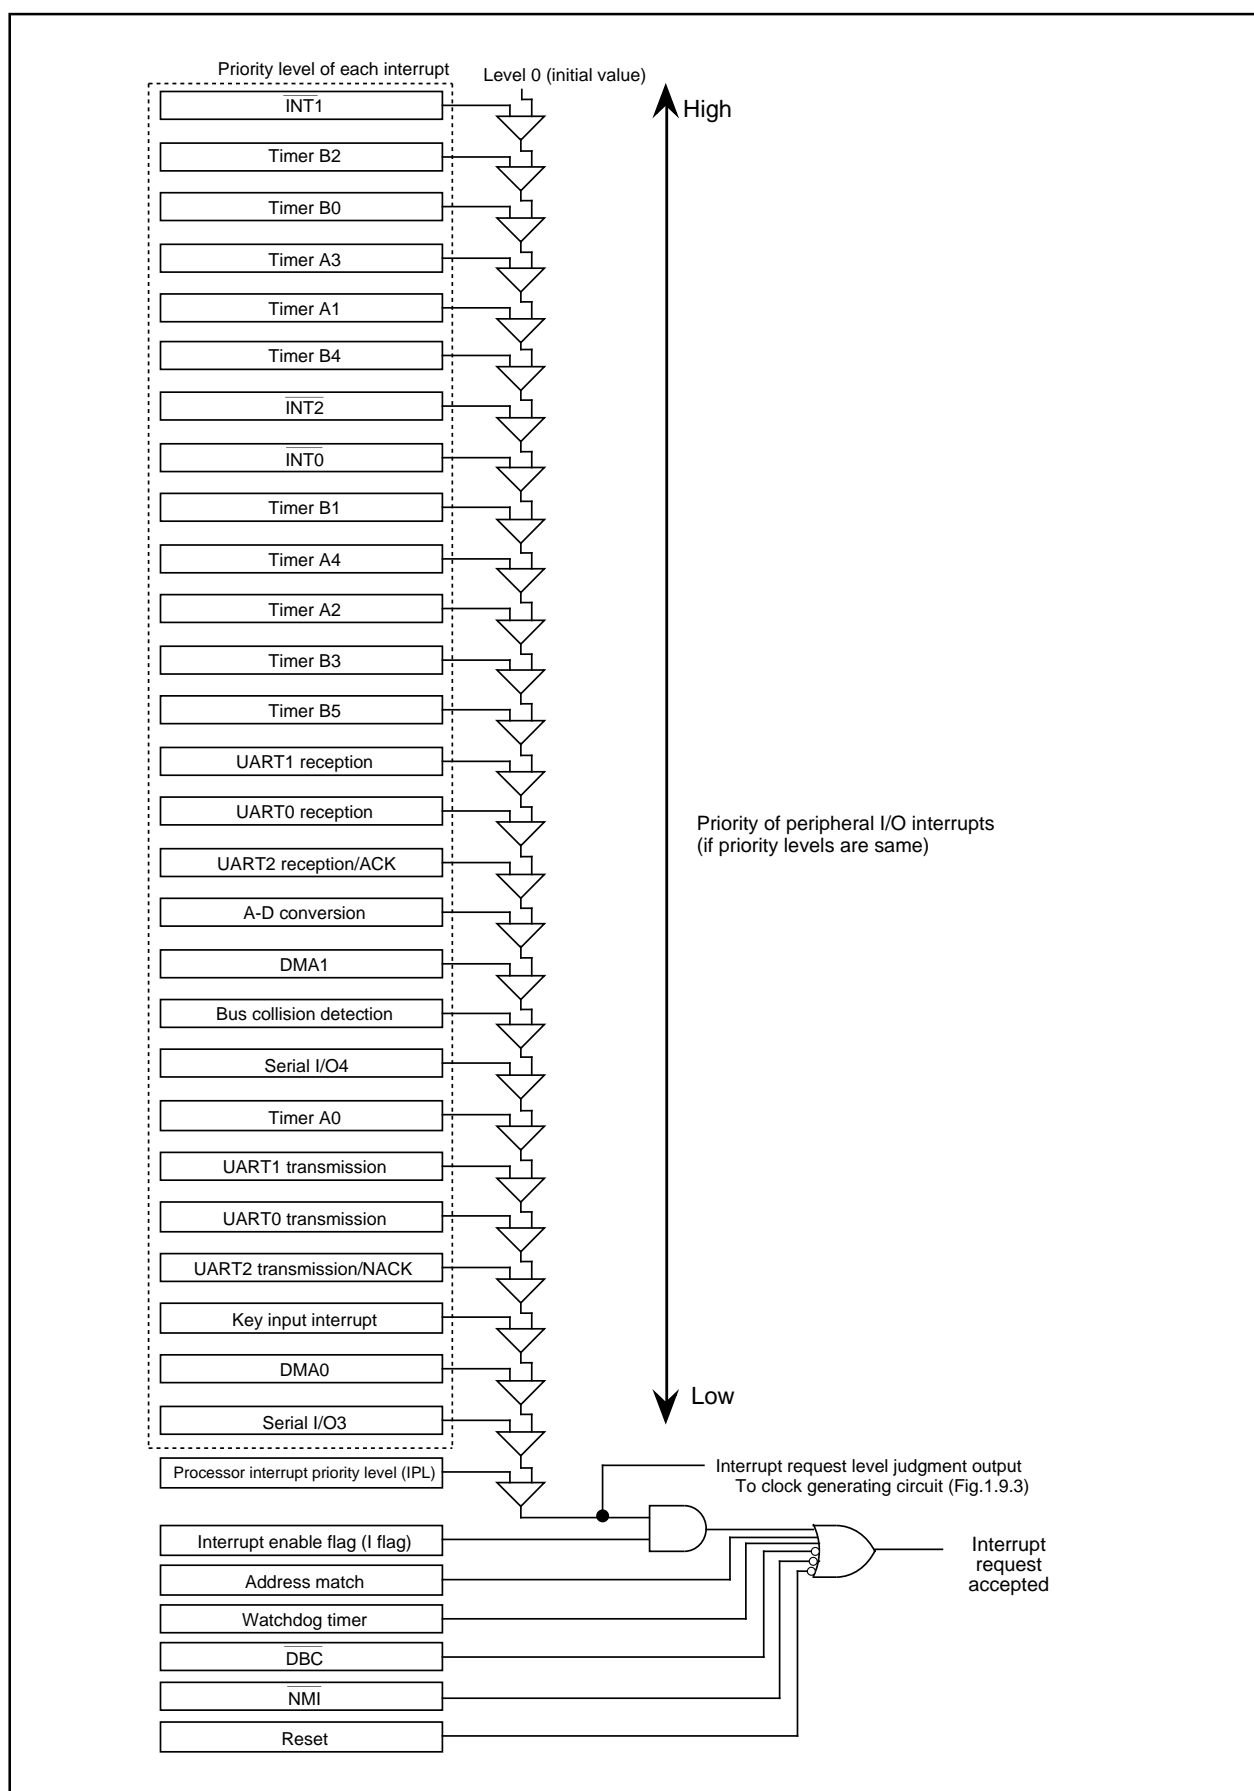 Priority level of each interrupt
Level 0 (initial value)
INT1
High
Timer B2
Timer B0
Timer A3
Timer A1
Timer B4
INT2
INT0
Timer B1
Timer A4
Timer A2
Timer B3
Timer B5
UART1 reception
UART0 reception
Priority of peripheral I/O interrupts
(if priority levels are same)
UART2 reception/ACK
A-D conversion
DMA1
Bus collision detection
Serial I/O4
Timer A0
UART1 transmission
UART0 transmission
UART2 transmission/NACK
Key input interrupt
DMA0
Low
Serial I/O3
Processor interrupt priority level (IPL)
Interrupt request level judgment output
To clock generating circuit (Fig.1.9.3)
Interrupt enable flag (I flag)
Interrupt
request
accepted
Address match
Watchdog timer
DBC
NMI
Reset